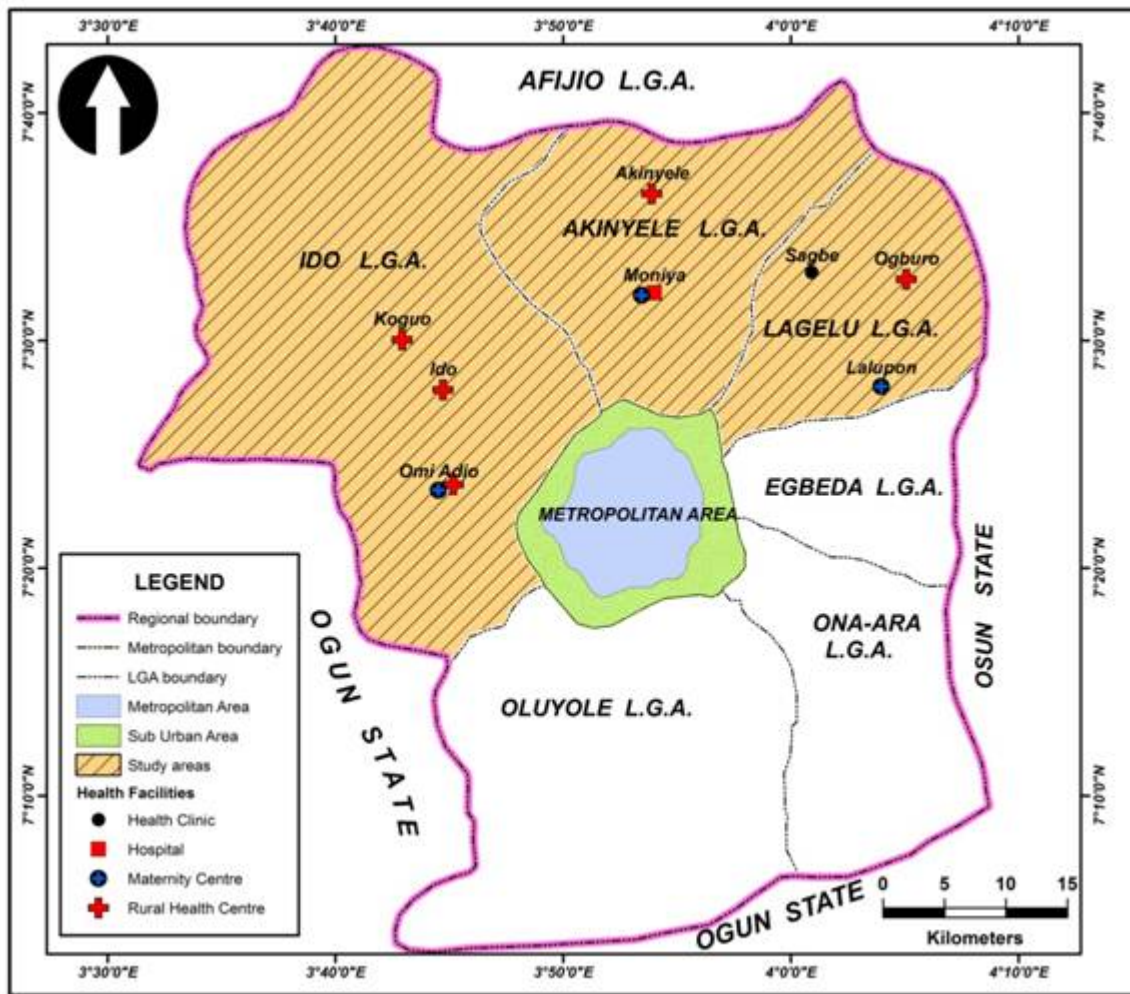 3°30'0"E 3°40'0"E 3°50'0"E 4°0'0"E 4°10'0"E
AFIJIO L.G.A.
7°40'0"N
7°40'0"N
Akinyele
AKINYELE L.G.A.
IDO L.G.A.
Sagbe
Ogburo
Moniya
Koguo
LAGELU L.G.A.
7°30'0"N
7°30'0"N
Ido
Lalupon
Omi Adio
EGBEDA L.G.A.
METROPOLITAN AREA
7°20'0"N
7°20'0"N
OGUN STATE
OSUN STATE
ONA-ARA
L.G.A.
OLUYOLE L.G.A.
LEGEND
Regional boundary
Metropolitan boundary
LGA boundary
Metropolitan Area
Sub Urban Area
Study areas
Health Facilities
Health Clinic
Hospital
Maternity Centre
Rural Health Centre
7°10'0"N
7°10'0"N
OGUN STATE
0 5 10 15
Kilometers
3°30'0"E 3°40'0"E 3°50'0"E 4°0'0"E 4°10'0"E